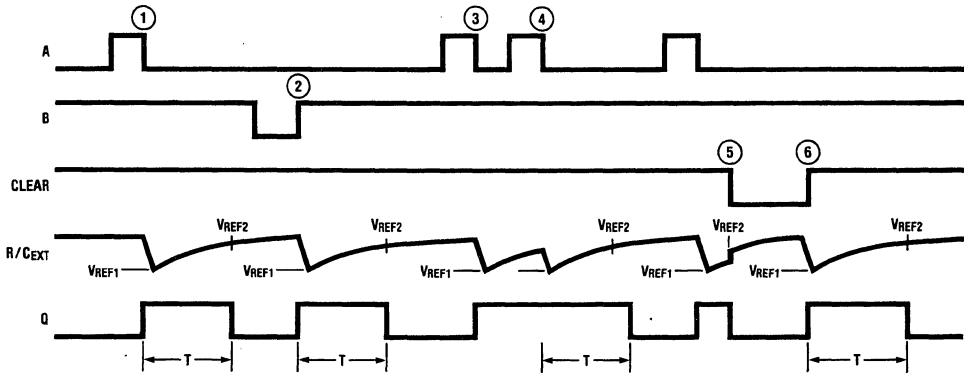 ① ③ ④
A
②
B
⑤ ⑥
CLEAR
VREF2 VREF2 VREF2 VREF2 VREF2
R/CEXT
VREF1 VREF1 VREF1 VREF1 VREF1
Q
T T T T